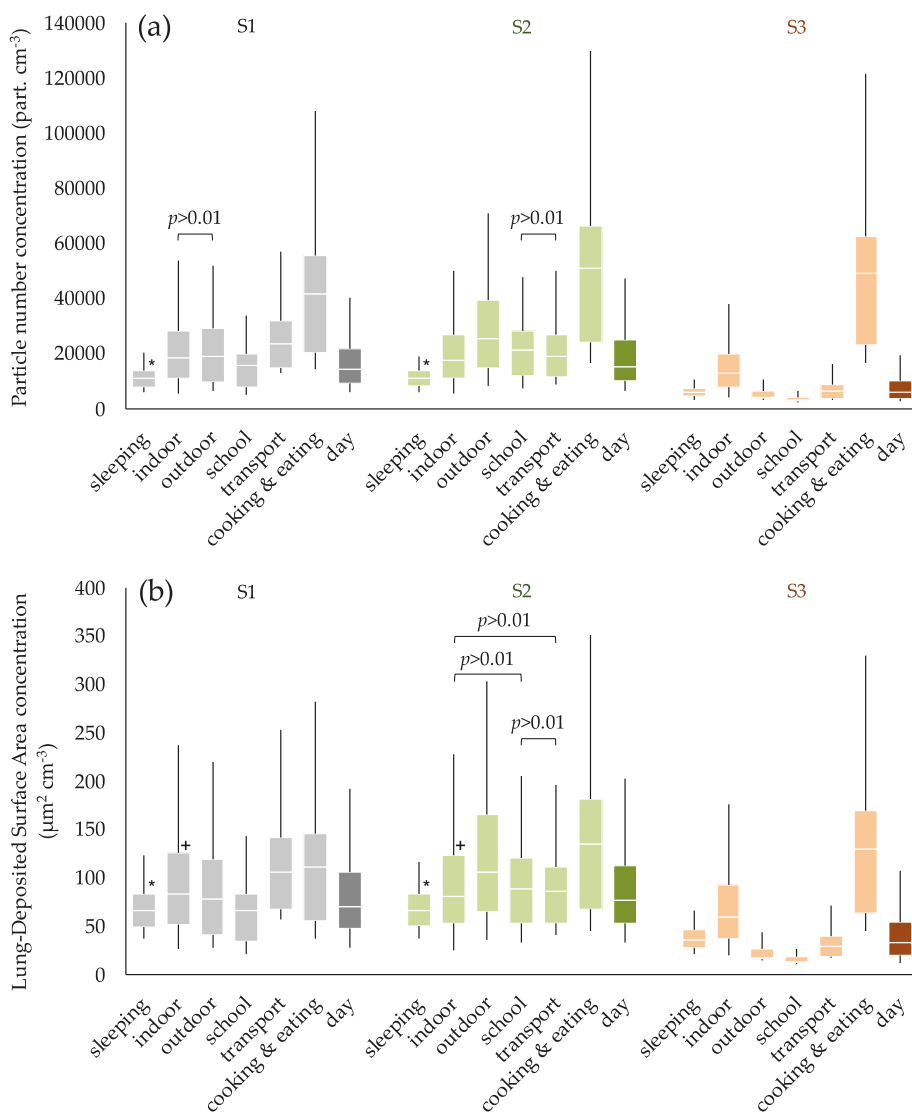 (a)
S1
S2
S3
Particle number concentration (part. cm-3)
140000
120000
100000
80000
60000
40000
20000
0
p>0.01
p>0.01
*
*
sleeping
indoor
outdoor
school
transport
cooking & eating
day
sleeping
indoor
outdoor
school
transport
cooking & eating
day
sleeping
indoor
outdoor
school
transport
cooking & eating
day
(b)
S1
S2
S3
Lung-Deposited Surface Area concentration
(μm2 cm-3)
400
350
300
250
200
150
100
50
0
p>0.01
p>0.01
p>0.01
*
+
*
+
sleeping
indoor
outdoor
school
transport
cooking & eating
day
sleeping
indoor
outdoor
school
transport
cooking & eating
day
sleeping
indoor
outdoor
school
transport
cooking & eating
day